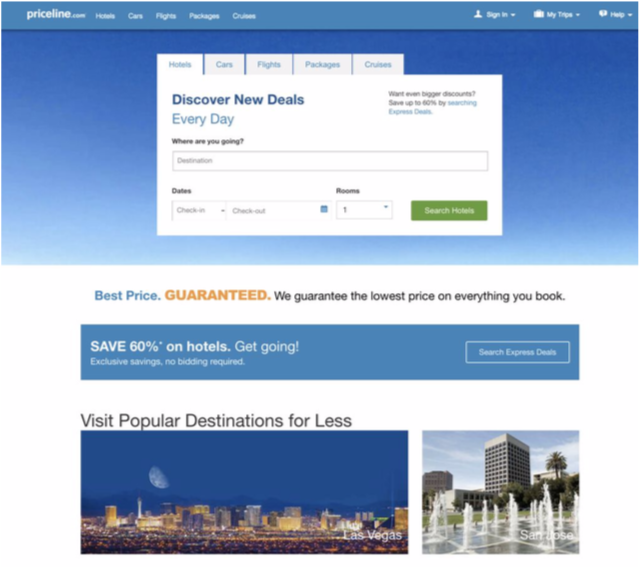 priceline.com Hotels Cars Flights Packages Cruises Sign In My Trips Help
Hotels Cars Flights Packages Cruises
Discover New Deals
Every Day
Want even bigger discounts?
Save up to 60% by searching
Express Deals.
Where are you going?
Destination
Dates Rooms
Check-in - Check-out 1 Search Hotels
Best Price. GUARANTEED. We guarantee the lowest price on everything you book.
SAVE 60%* on hotels. Get going!
Exclusive savings, no bidding required.
Search Express Deals
Visit Popular Destinations for Less
Las Vegas San Jose